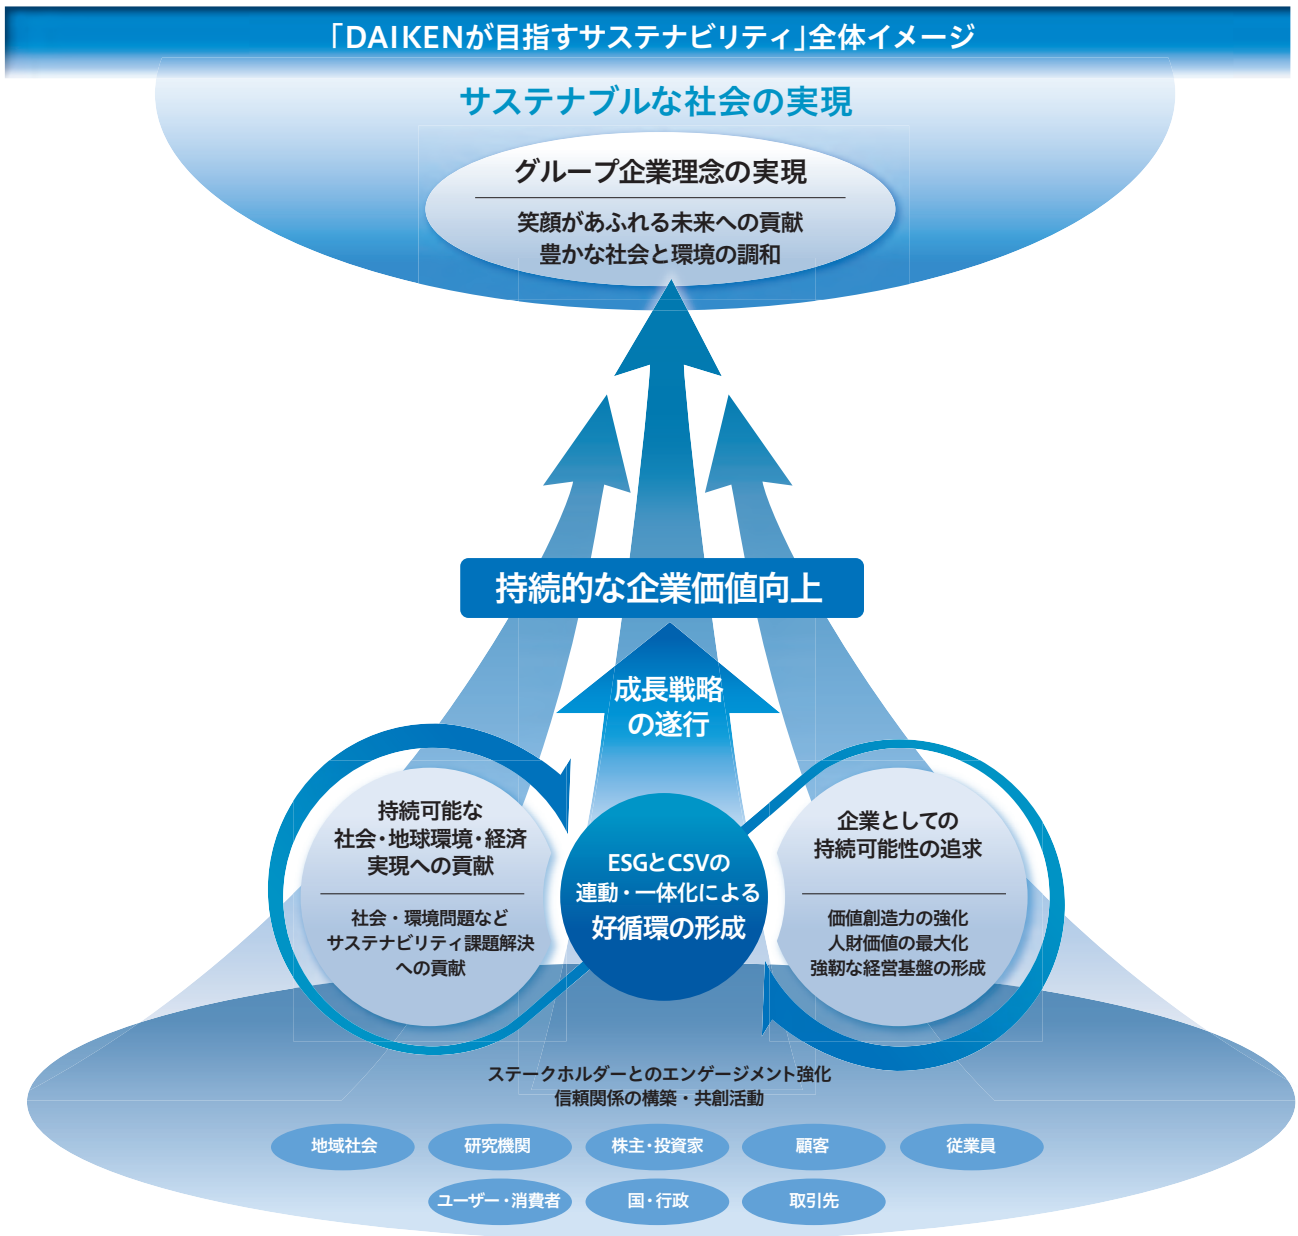 「DAIKENが目指すサステナビリティ」全体イメージ
サステナブルな社会の実現
グループ企業理念の実現
笑顔があふれる未来への貢献
豊かな社会と環境の調和
持続的な企業価値向上
成長戦略
の遂行
持続可能な
社会・地球環境・経済
実現への貢献
社会・環境問題など
サステナビリティ課題解決
への貢献
ESGとCSVの
連動・一体化による
好循環の形成
企業としての
持続可能性の追求
価値創造力の強化
人財価値の最大化
強靭な経営基盤の形成
ステークホルダーとのエンゲージメント強化
信頼関係の構築・共創活動
地域社会
研究機関
株主・投資家
顧客
従業員
ユーザー・消費者
国・行政
取引先